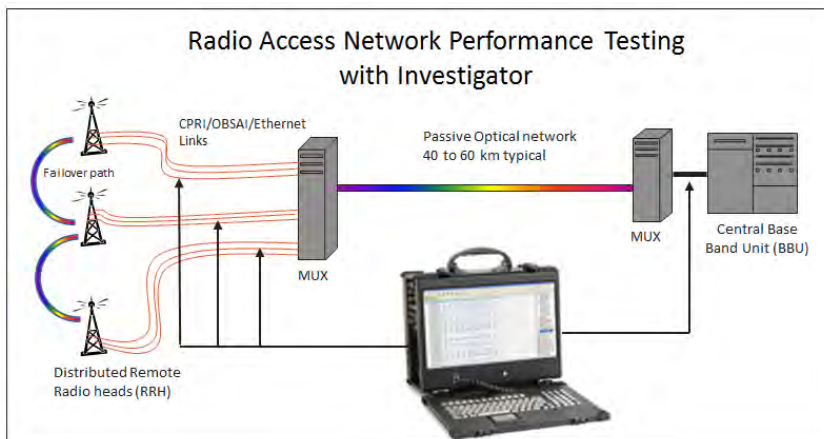 Radio Access Network Performance Testing
with Investigator
CPRI/OBSAI/Ethernet
Links
Passive Optical network
40 to 60 km typical
Failover path
MUX
MUX
Central Base
Band Unit (BBU)
Distributed Remote
Radio heads (RRH)